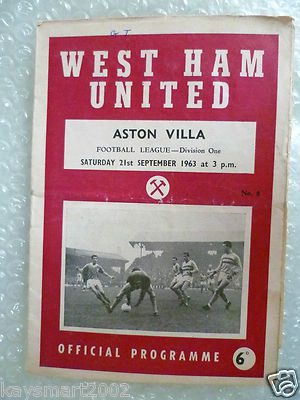 WEST HAM
UNITED
ASTON VILLA
FOOTBALL LEAGUE—Division One
SATURDAY 21st SEPTEMBER 1963 at 3 p.m.
No. 8
OFFICIAL PROGRAMME 6D
kaysmart2002